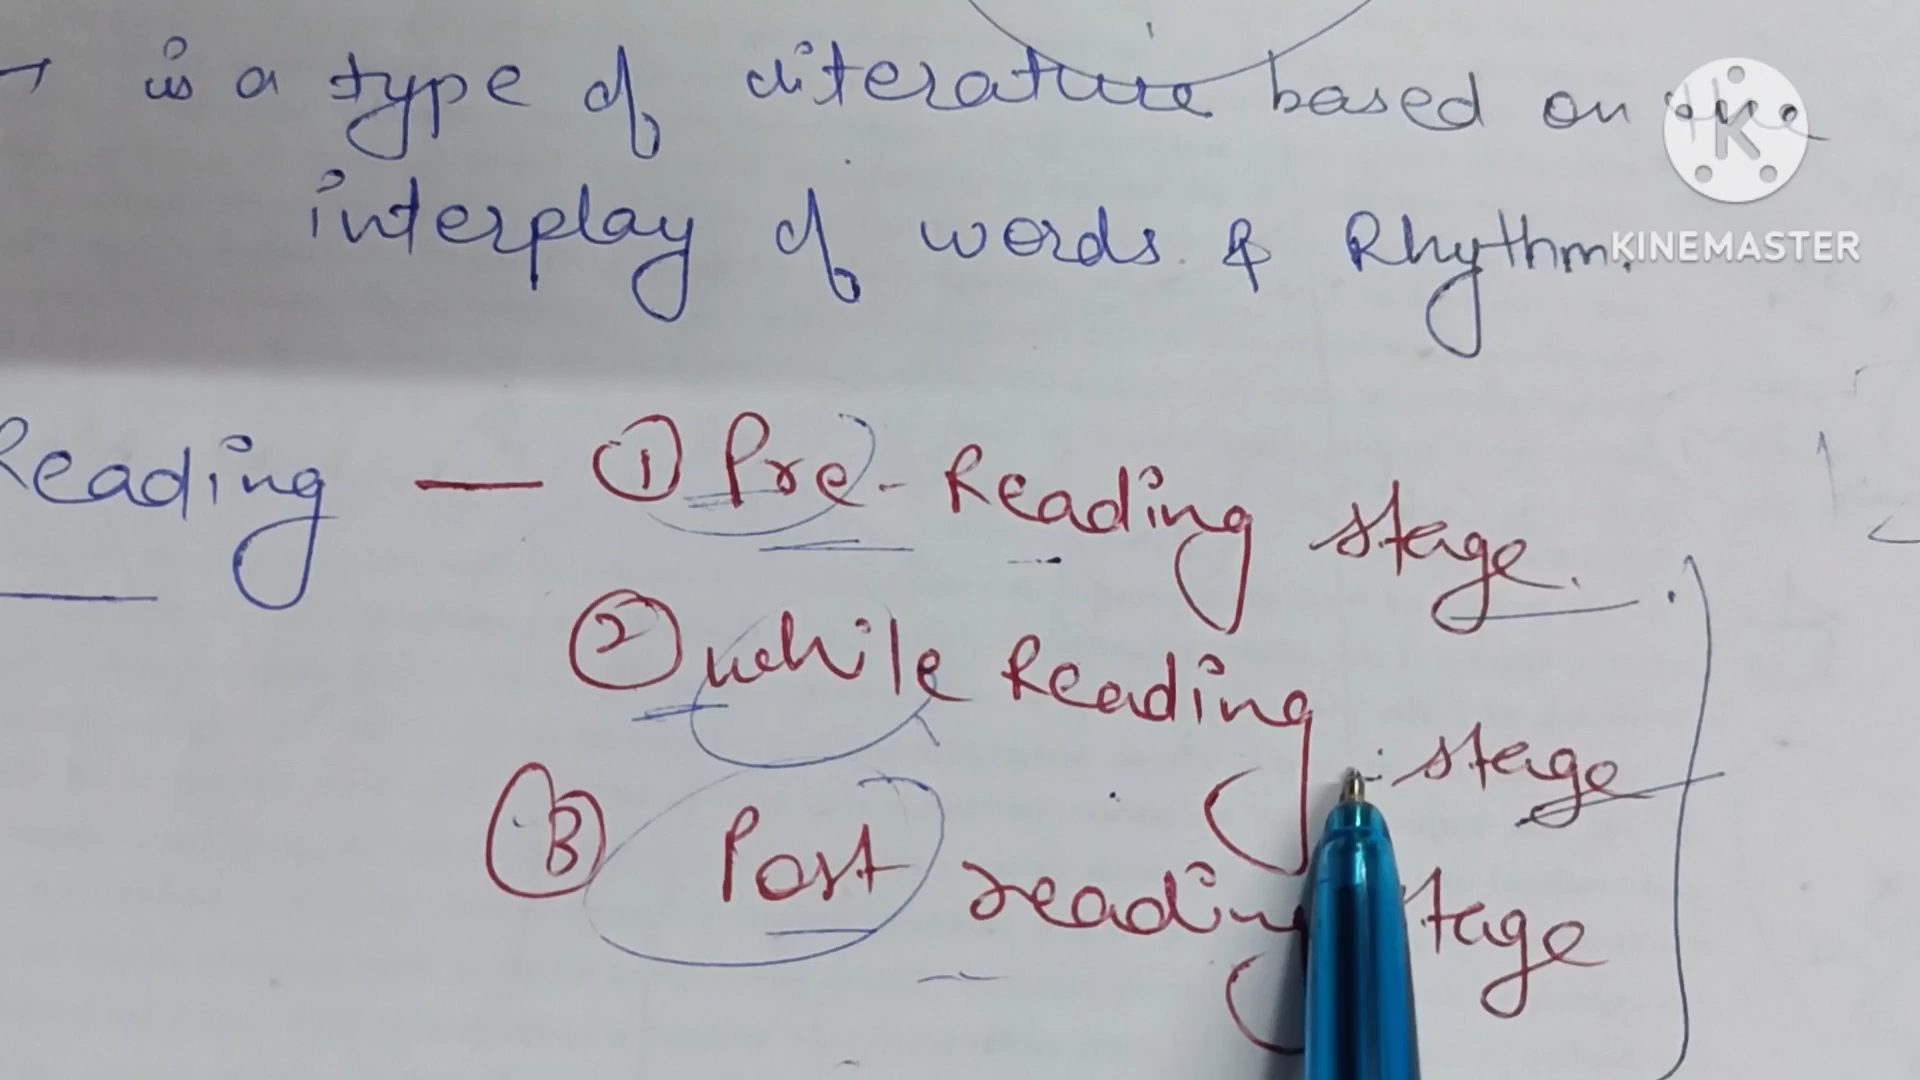 → is a type of literature based on the
interplay of words & Rhythm.
KINEMASTER
Reading — ① Pre-Reading stage.
② while Reading stage
③ Post reading stage